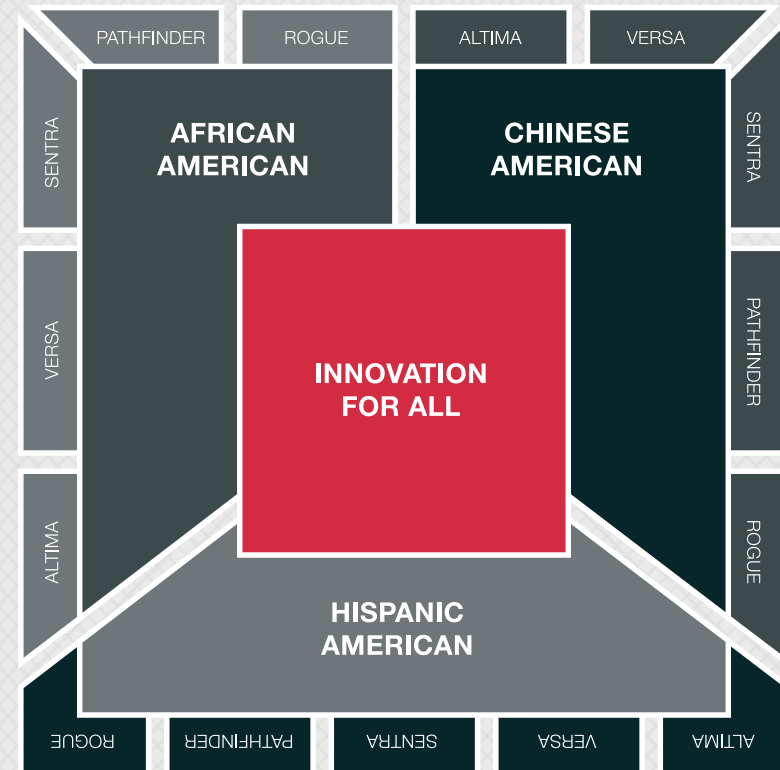 PATHFINDER
ROGUE
ALTIMA
VERSA
SENTRA
AFRICAN
AMERICAN
CHINESE
AMERICAN
SENTRA
VERSA
INNOVATION
FOR ALL
PATHFINDER
ALTIMA
ROGUE
HISPANIC
AMERICAN
ROGUE
PATHFINDER
SENTRA
VERSA
ALTIMA